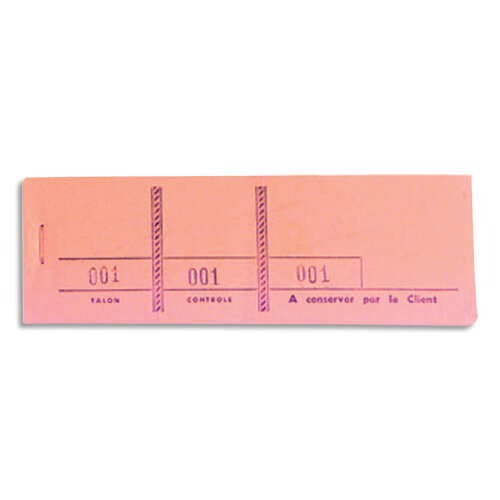 001 001 001
TALON CONTROLE A conserver par le Client